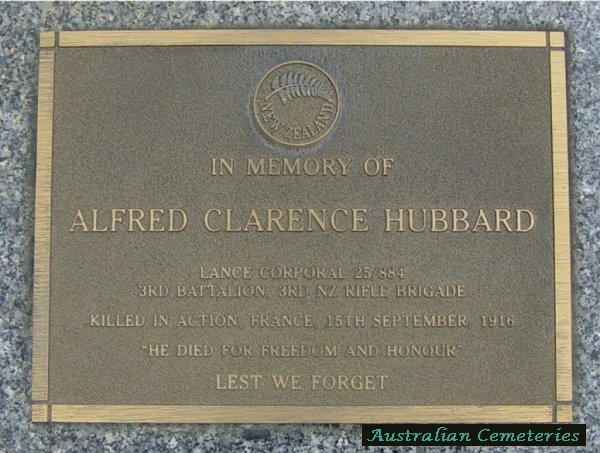 NEW ZEALAND
IN MEMORY OF
ALFRED CLARENCE HUBBARD
LANCE CORPORAL 25/884
3RD. BATTALION, 3RD NZ RIFLE BRIGADE
KILLED IN ACTION, FRANCE, 15TH SEPTEMBER, 1916
"HE DIED FOR FREEDOM AND HONOUR"
LEST WE FORGET
Australian Cemeteries